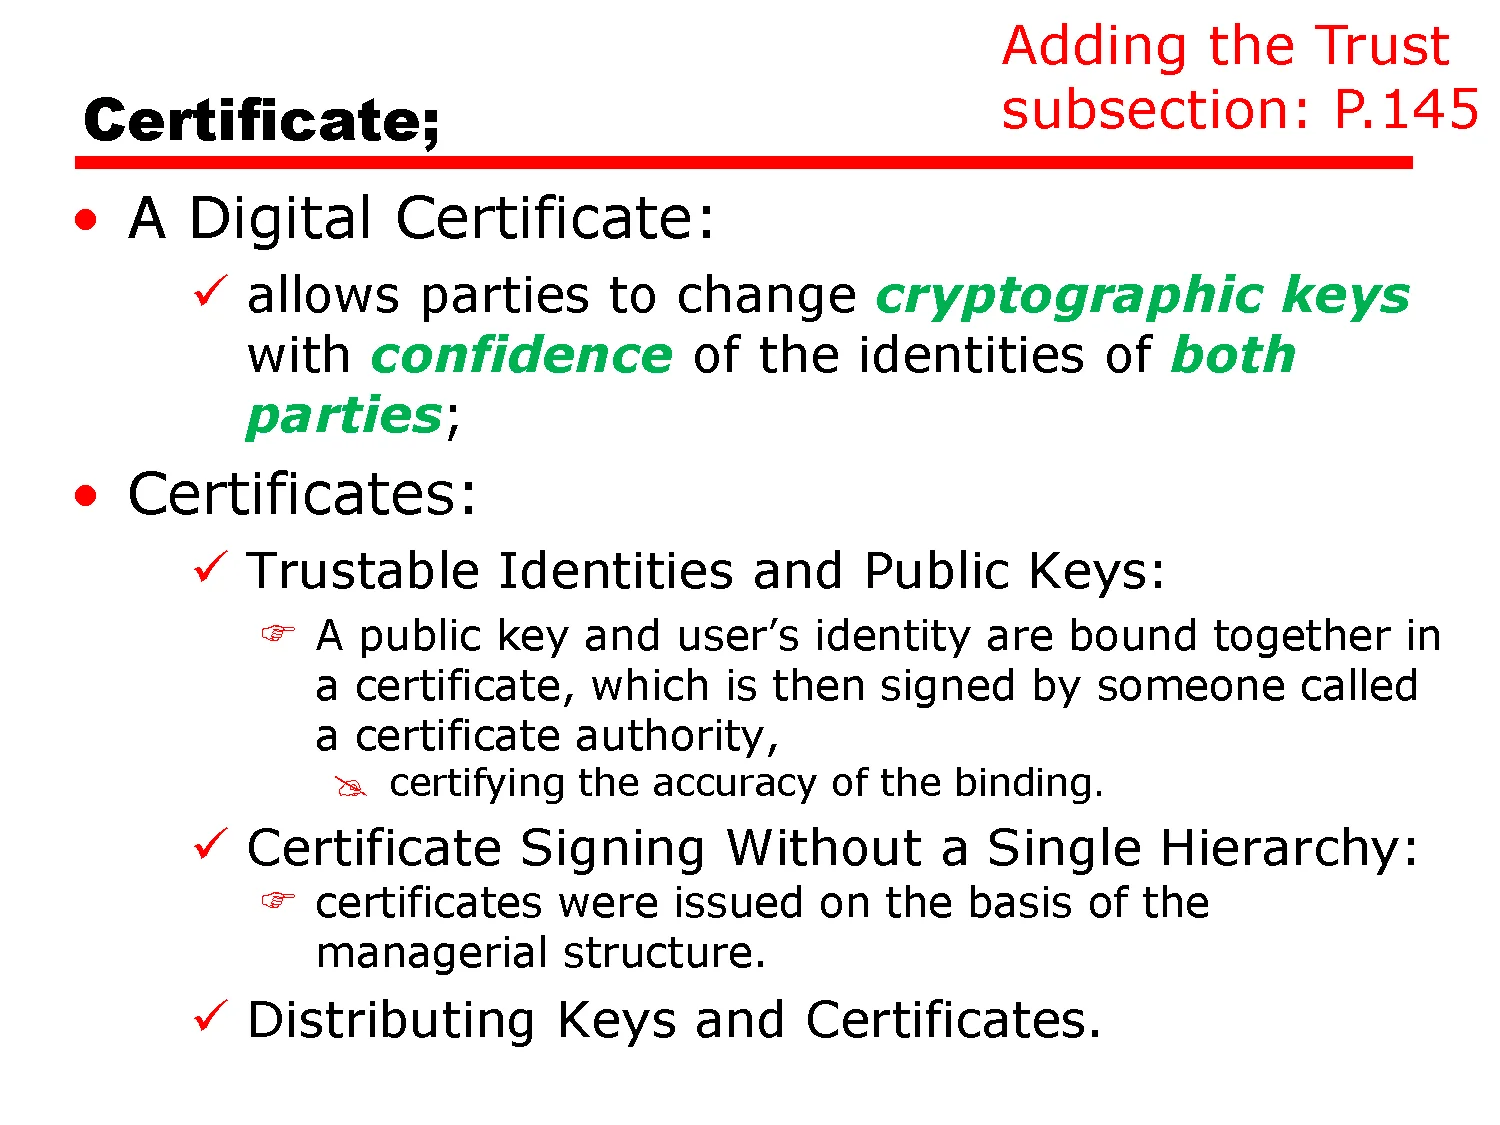 Adding the Trust
subsection: P.145
Certificate;
• A Digital Certificate:
✓ allows parties to change cryptographic keys
with confidence of the identities of both
parties;
• Certificates:
✓ Trustable Identities and Public Keys:
☞ A public key and user’s identity are bound together in
a certificate, which is then signed by someone called
a certificate authority,
certifying the accuracy of the binding.
✓ Certificate Signing Without a Single Hierarchy:
☞ certificates were issued on the basis of the
managerial structure.
✓ Distributing Keys and Certificates.